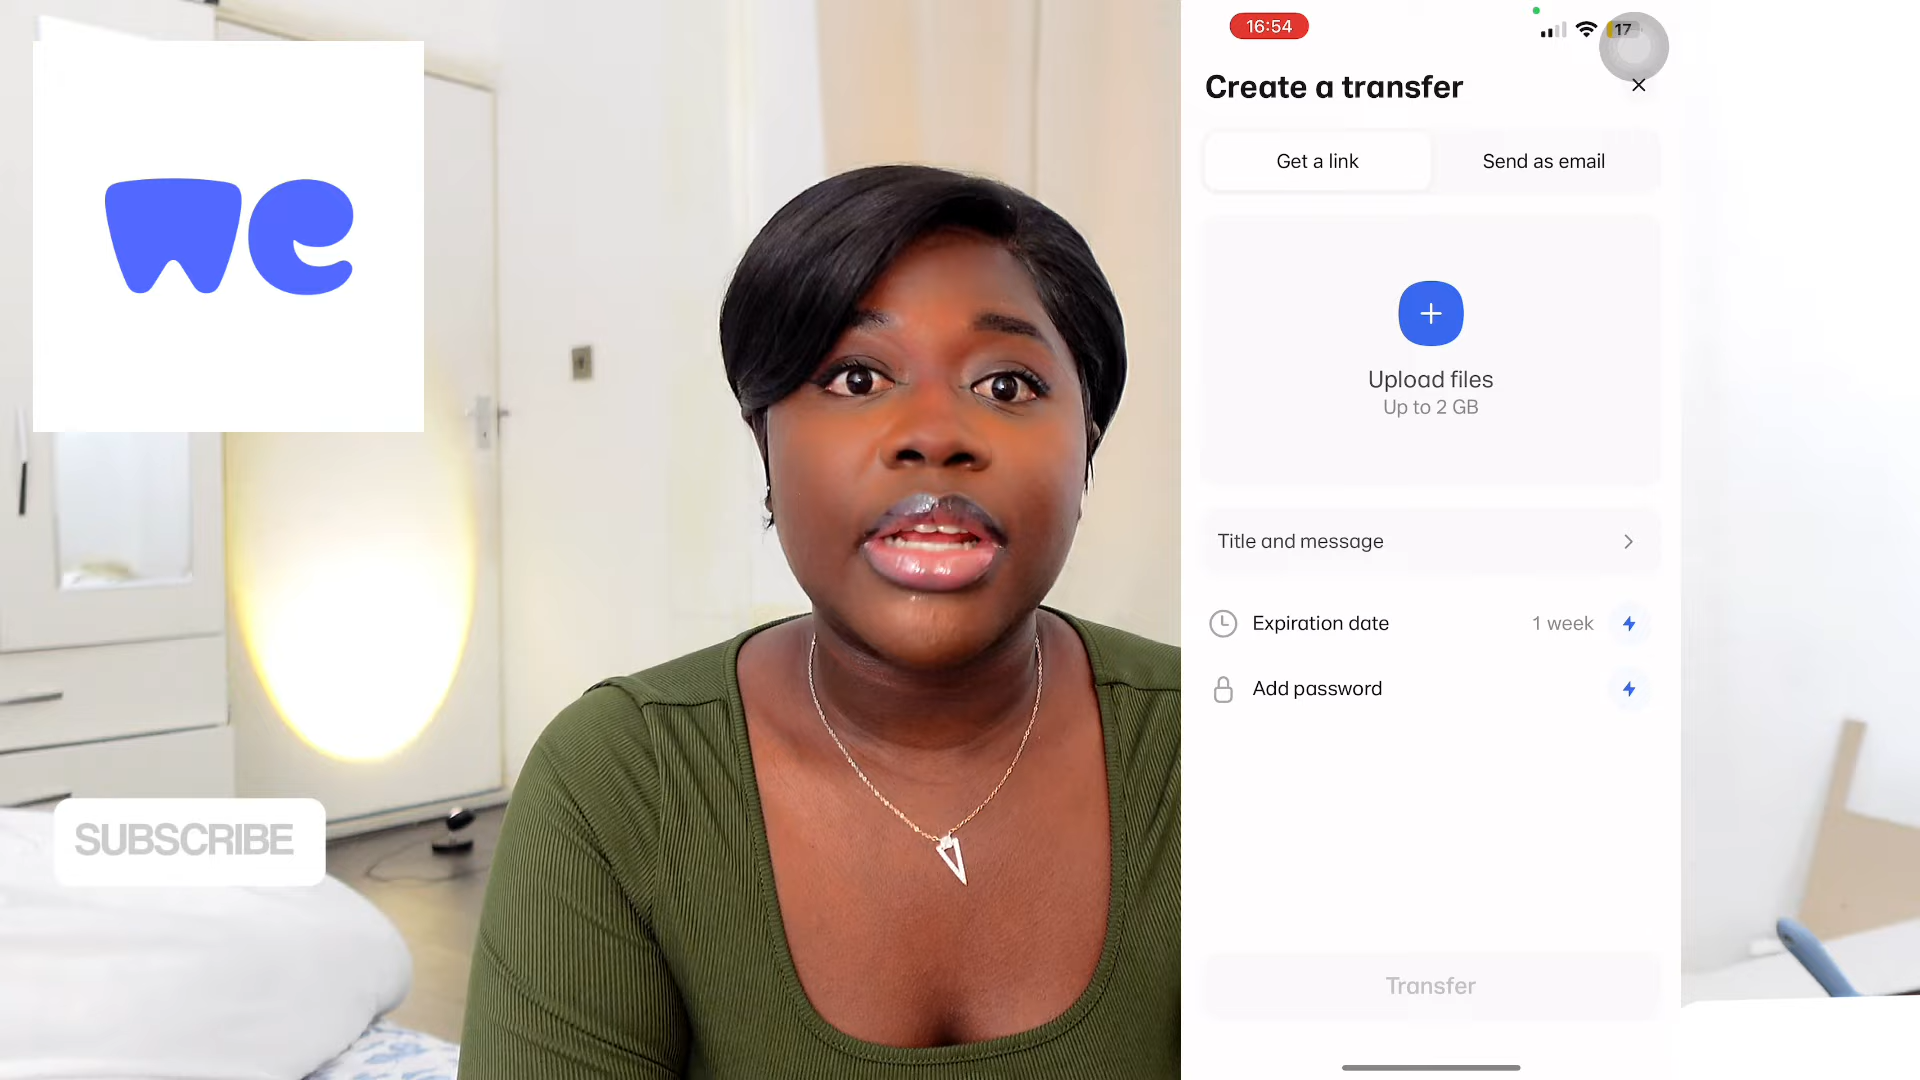 we
SUBSCRIBE
16:54
17
Create a transfer
Get a link
Send as email
Upload files
Up to 2 GB
Title and message
Expiration date
1 week
Add password
Transfer